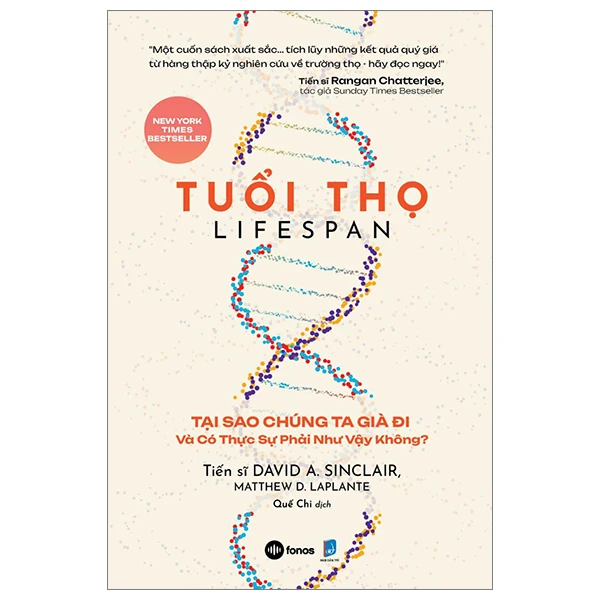 "Một cuốn sách xuất sắc... tích lũy những kết quả quý giá
từ hàng thập kỷ nghiên cứu về trường thọ - hãy đọc ngay!"
Tiến sĩ Rangan Chatterjee,
tác giả Sunday Times Bestseller
NEW YORK
TIMES
BESTSELLER
TUỔI THỌ
LIFESPAN
TẠI SAO CHÚNG TA GIÀ ĐI
Và Có Thực Sự Phải Như Vậy Không?
Tiến sĩ DAVID A. SINCLAIR,
MATTHEW D. LAPLANTE
Quế Chi dịch
fonos